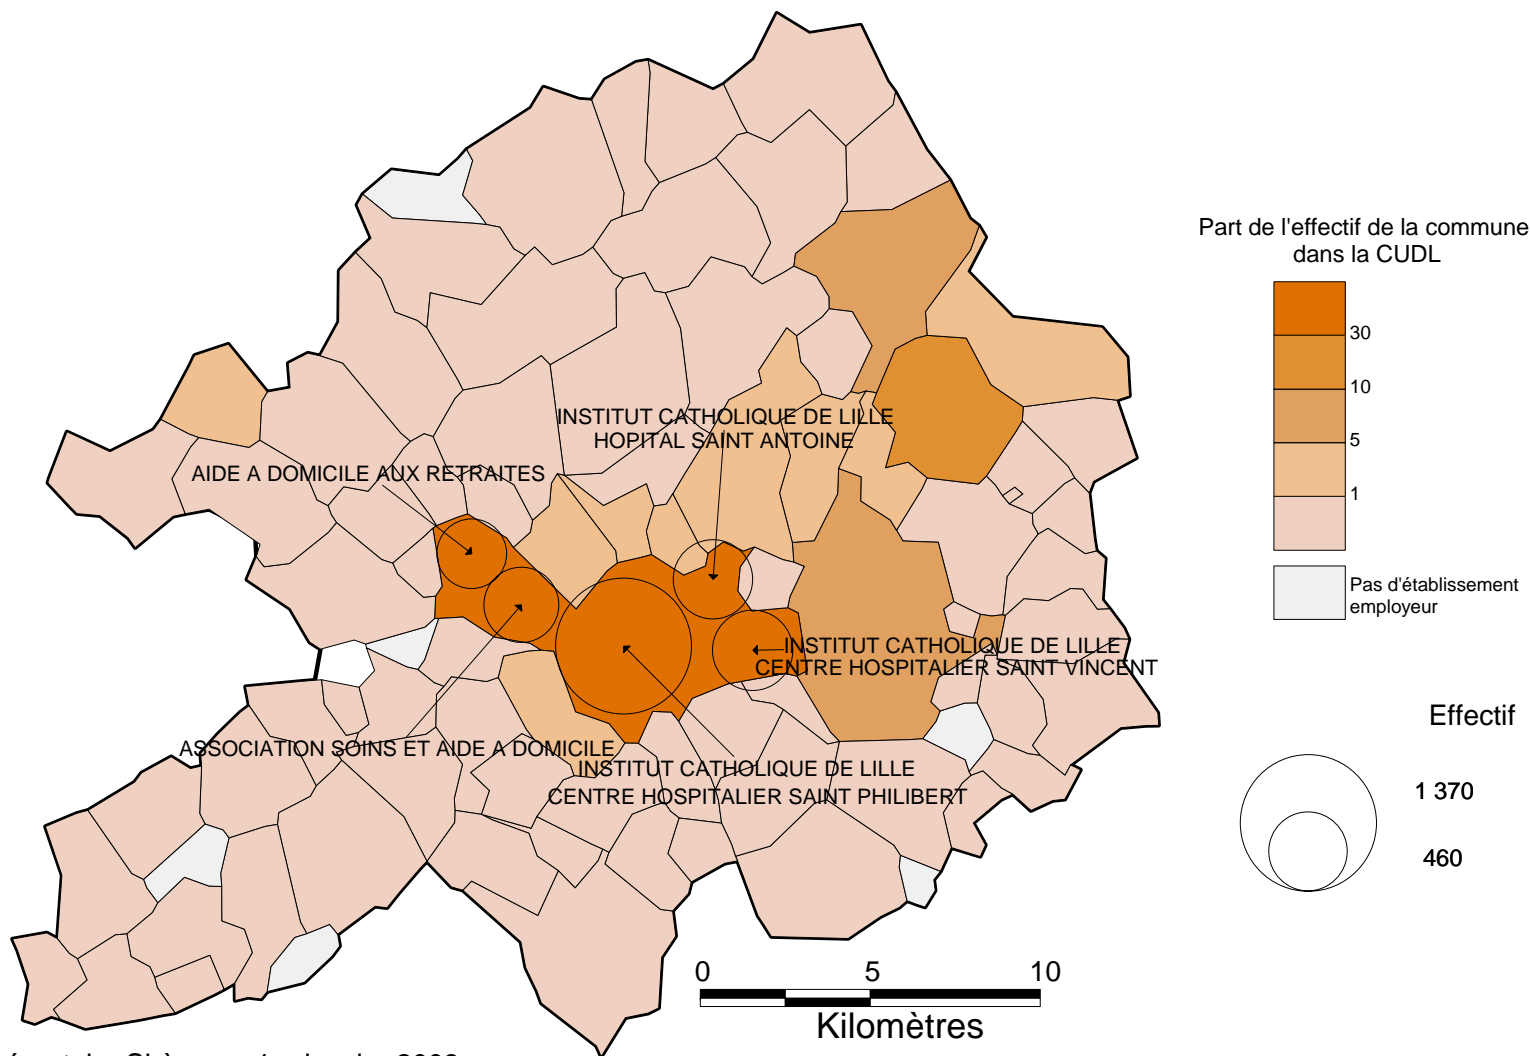 Part de l'effectif de la commune
dans la CUDL
30
10
5
1
Pas d'établissement
employeur
INSTITUT CATHOLIQUE DE LILLE
HOPITAL SAINT ANTOINE
AIDE A DOMICILE AUX RETRAITES
INSTITUT CATHOLIQUE DE LILLE
CENTRE HOSPITALIER SAINT VINCENT
ASSOCIATION SOINS ET AIDE A DOMICILE
INSTITUT CATHOLIQUE DE LILLE
CENTRE HOSPITALIER SAINT PHILIBERT
Effectif
1 370
460
0 5 10
Kilomètres